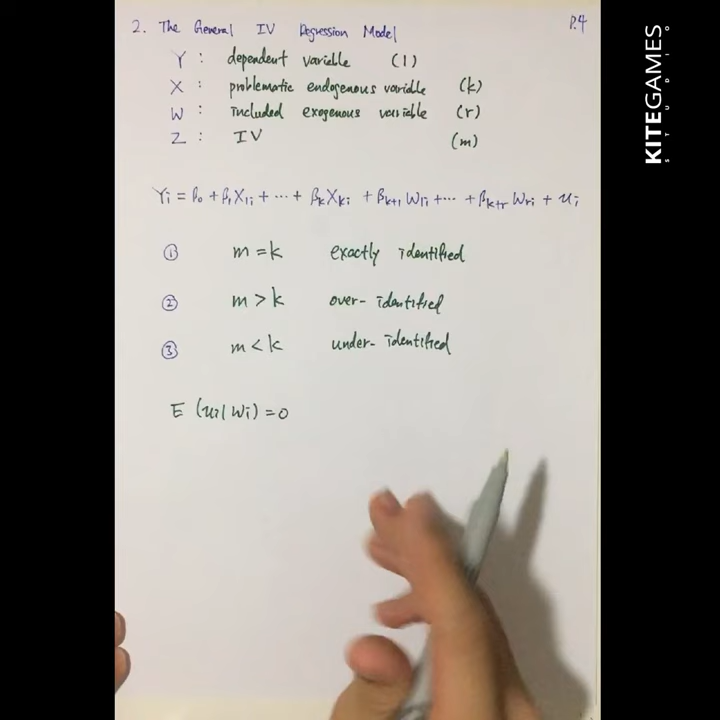 2. The General IV Regression Model
P.4
Y : dependent variable (1)
X : problematic endogenous variable (k)
W : included exogenous variable (r)
Z : IV (m)
Yi = β0 + β1X1i + ··· + βkXki + βk+1W1i + ··· + βk+rWri + ui
① m = k exactly identified
② m > k over-identified
③ m < k under-identified
E (ui|Wi) = 0
KITEGAMES
STUDIO